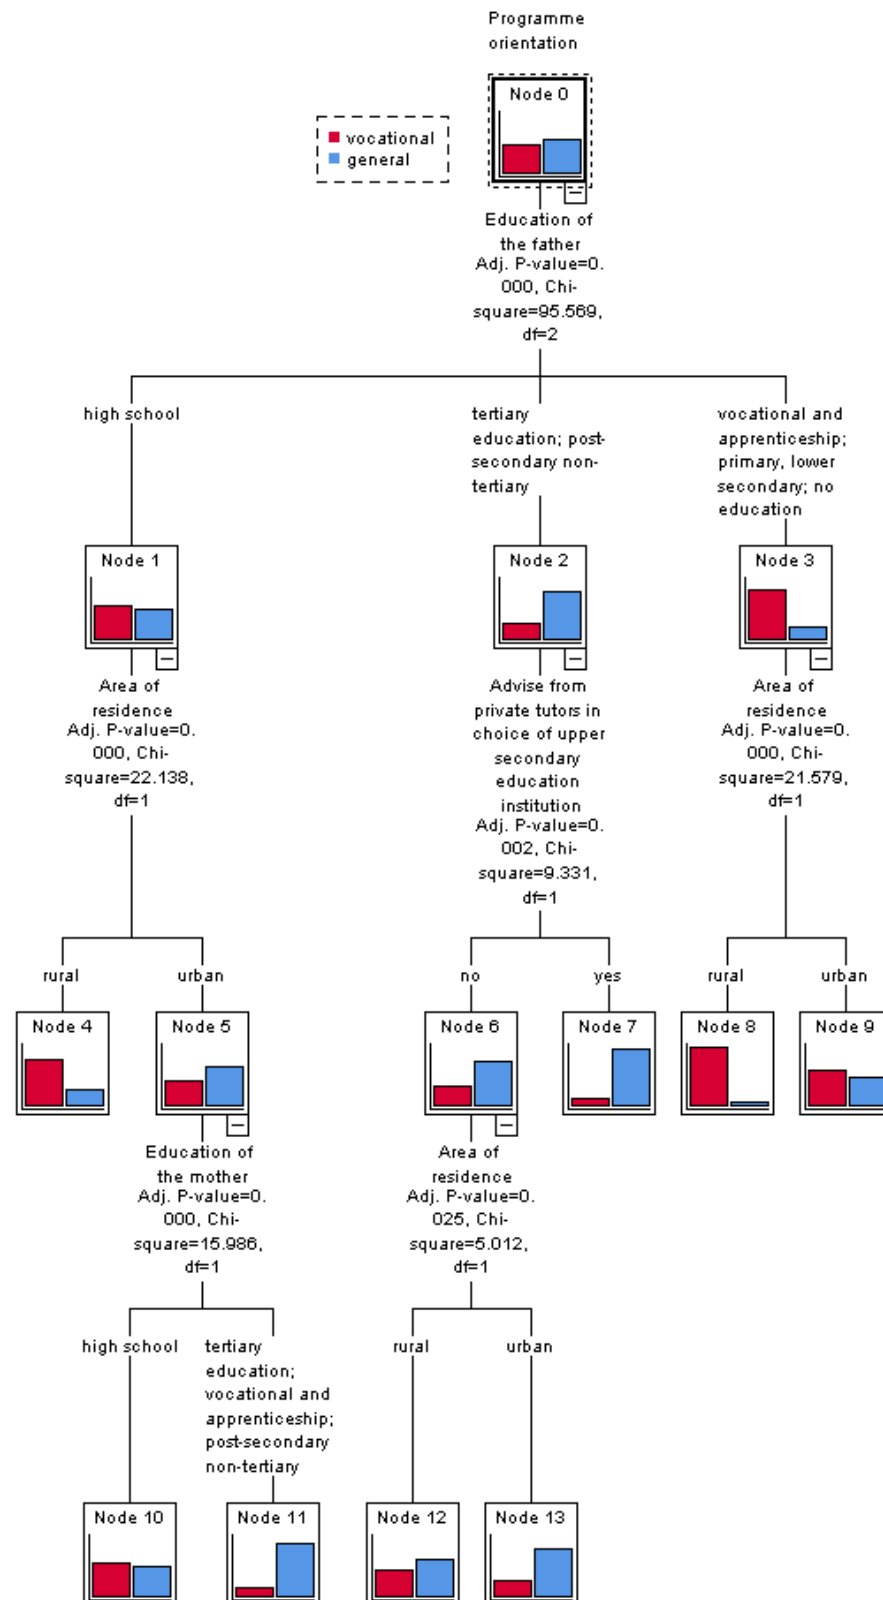 Programme
orientation
Node 0
vocational
general
Education of
the father
Adj. P-value=0.
000, Chi-
square=95.569,
df=2
high school
tertiary
education; post-
secondary non-
tertiary
vocational and
apprenticeship;
primary, lower
secondary; no
education
Node 1
Node 2
Node 3
Area of
residence
Adj. P-value=0.
000, Chi-
square=22.138,
df=1
Advise from
private tutors in
choice of upper
secondary
education
institution
Adj. P-value=0.
002, Chi-
square=9.331,
df=1
Area of
residence
Adj. P-value=0.
000, Chi-
square=21.579,
df=1
rural
urban
no
yes
rural
urban
Node 4
Node 5
Node 6
Node 7
Node 8
Node 9
Education of
the mother
Adj. P-value=0.
000, Chi-
square=15.986,
df=1
Area of
residence
Adj. P-value=0.
025, Chi-
square=5.012,
df=1
high school
tertiary
education;
vocational and
apprenticeship;
post-secondary
non-tertiary
rural
urban
Node 10
Node 11
Node 12
Node 13